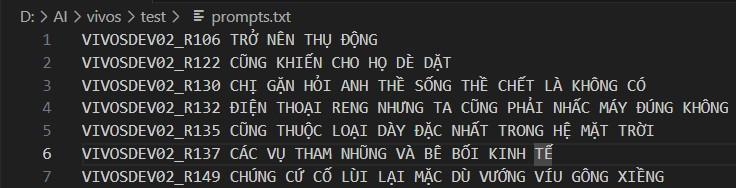 D: > AI > vivos > test > prompts.txt
1 VIVOSDEV02_R106 TRỞ NÊN THỤ ĐỘNG
2 VIVOSDEV02_R122 CŨNG KHIẾN CHO HỌ DÈ DẶT
3 VIVOSDEV02_R130 CHỊ GẶN HỎI ANH THỀ SỐNG THỀ CHẾT LÀ KHÔNG CÓ
4 VIVOSDEV02_R132 ĐIỆN THOẠI RENG NHƯNG TA CŨNG PHẢI NHẤC MÁY ĐÚNG KHÔNG
5 VIVOSDEV02_R135 CŨNG THUỘC LOẠI DÀY ĐẶC NHẤT TRONG HỆ MẶT TRỜI
6 VIVOSDEV02_R137 CÁC VỤ THAM NHŨNG VÀ BÊ BỐI KINH TẾ
7 VIVOSDEV02_R149 CHÚNG CỨ CỐ LÙI LẠI MẶC DÙ VƯỚNG VÍU GÔNG XIỀNG